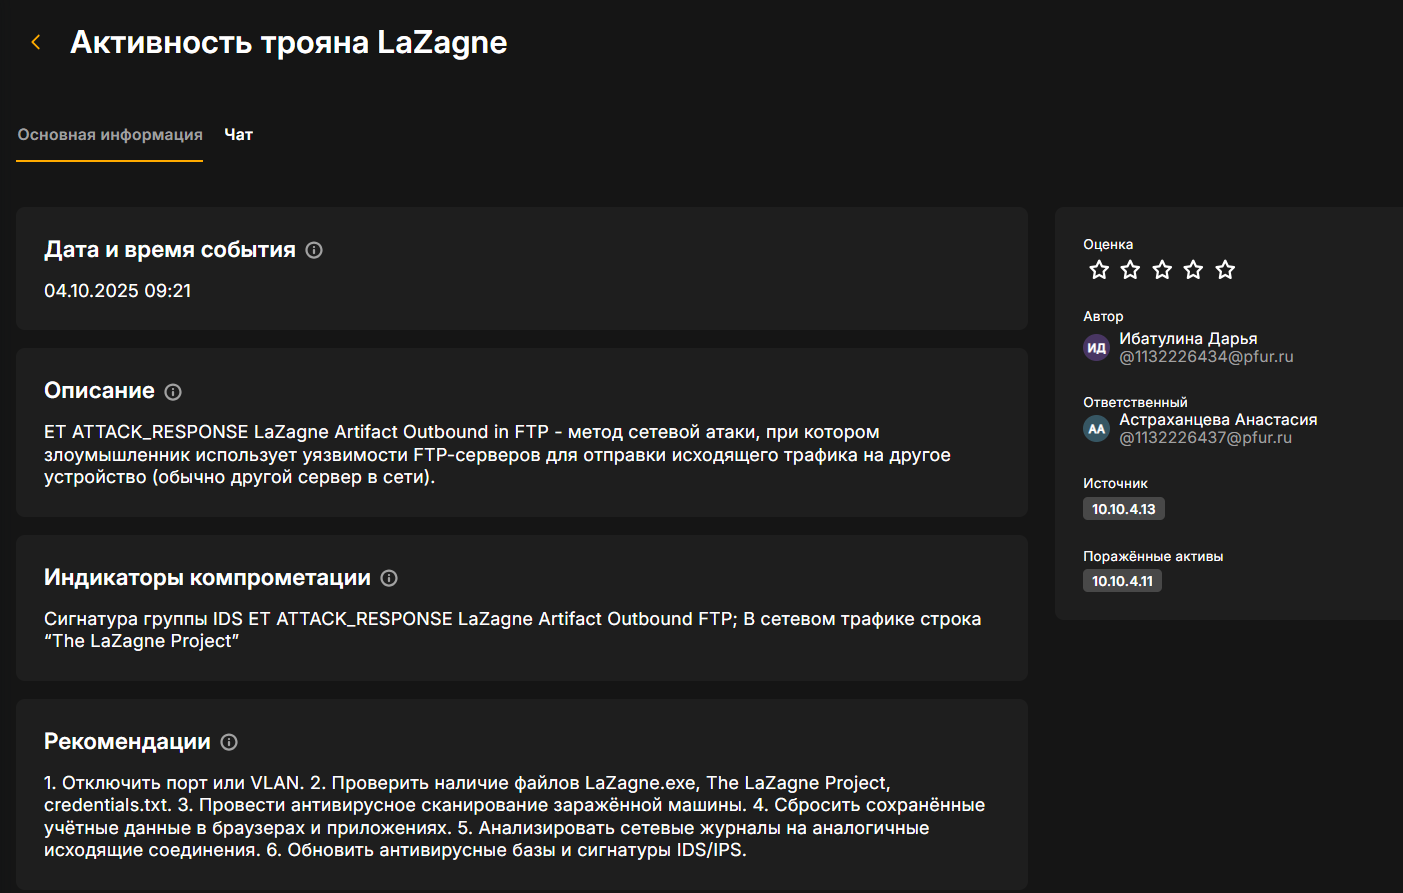 Активность трояна LaZagne
Основная информация
Чат
Дата и время события
04.10.2025 09:21
Описание
ET ATTACK_RESPONSE LaZagne Artifact Outbound in FTP - метод сетевой атаки, при котором
злоумышленник использует уязвимости FTP-серверов для отправки исходящего трафика на другое
устройство (обычно другой сервер в сети).
Индикаторы компрометации
Сигнатура группы IDS ET ATTACK_RESPONSE LaZagne Artifact Outbound FTP; В сетевом трафике строка
“The LaZagne Project”
Рекомендации
1. Отключить порт или VLAN. 2. Проверить наличие файлов LaZagne.exe, The LaZagne Project,
credentials.txt. 3. Провести антивирусное сканирование заражённой машины. 4. Сбросить сохранённые
учётные данные в браузерах и приложениях. 5. Анализировать сетевые журналы на аналогичные
исходящие соединения. 6. Обновить антивирусные базы и сигнатуры IDS/IPS.
Оценка
Автор
ИД
Ибатулина Дарья
@1132226434@pfur.ru
Ответственный
АА
Астраханцева Анастасия
@1132226437@pfur.ru
Источник
10.10.4.13
Поражённые активы
10.10.4.11